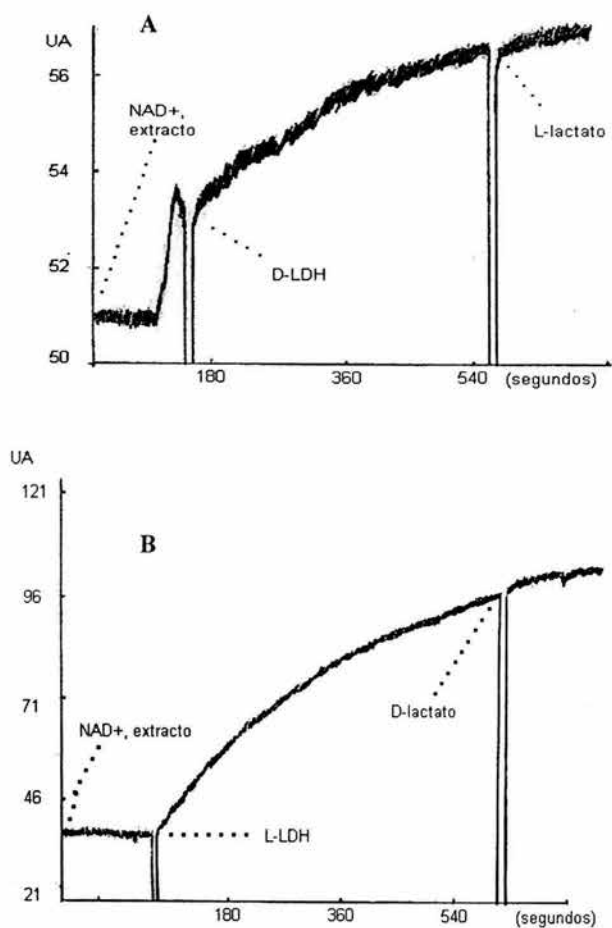 A
UA
56
NAD+,
extracto
L-lactato
54
D-LDH
52
50
180 360 540 (segundos)
UA
121
B
96
71
D-lactato
NAD+, extracto
46
L-LDH
21
180 360 540 (segundos)